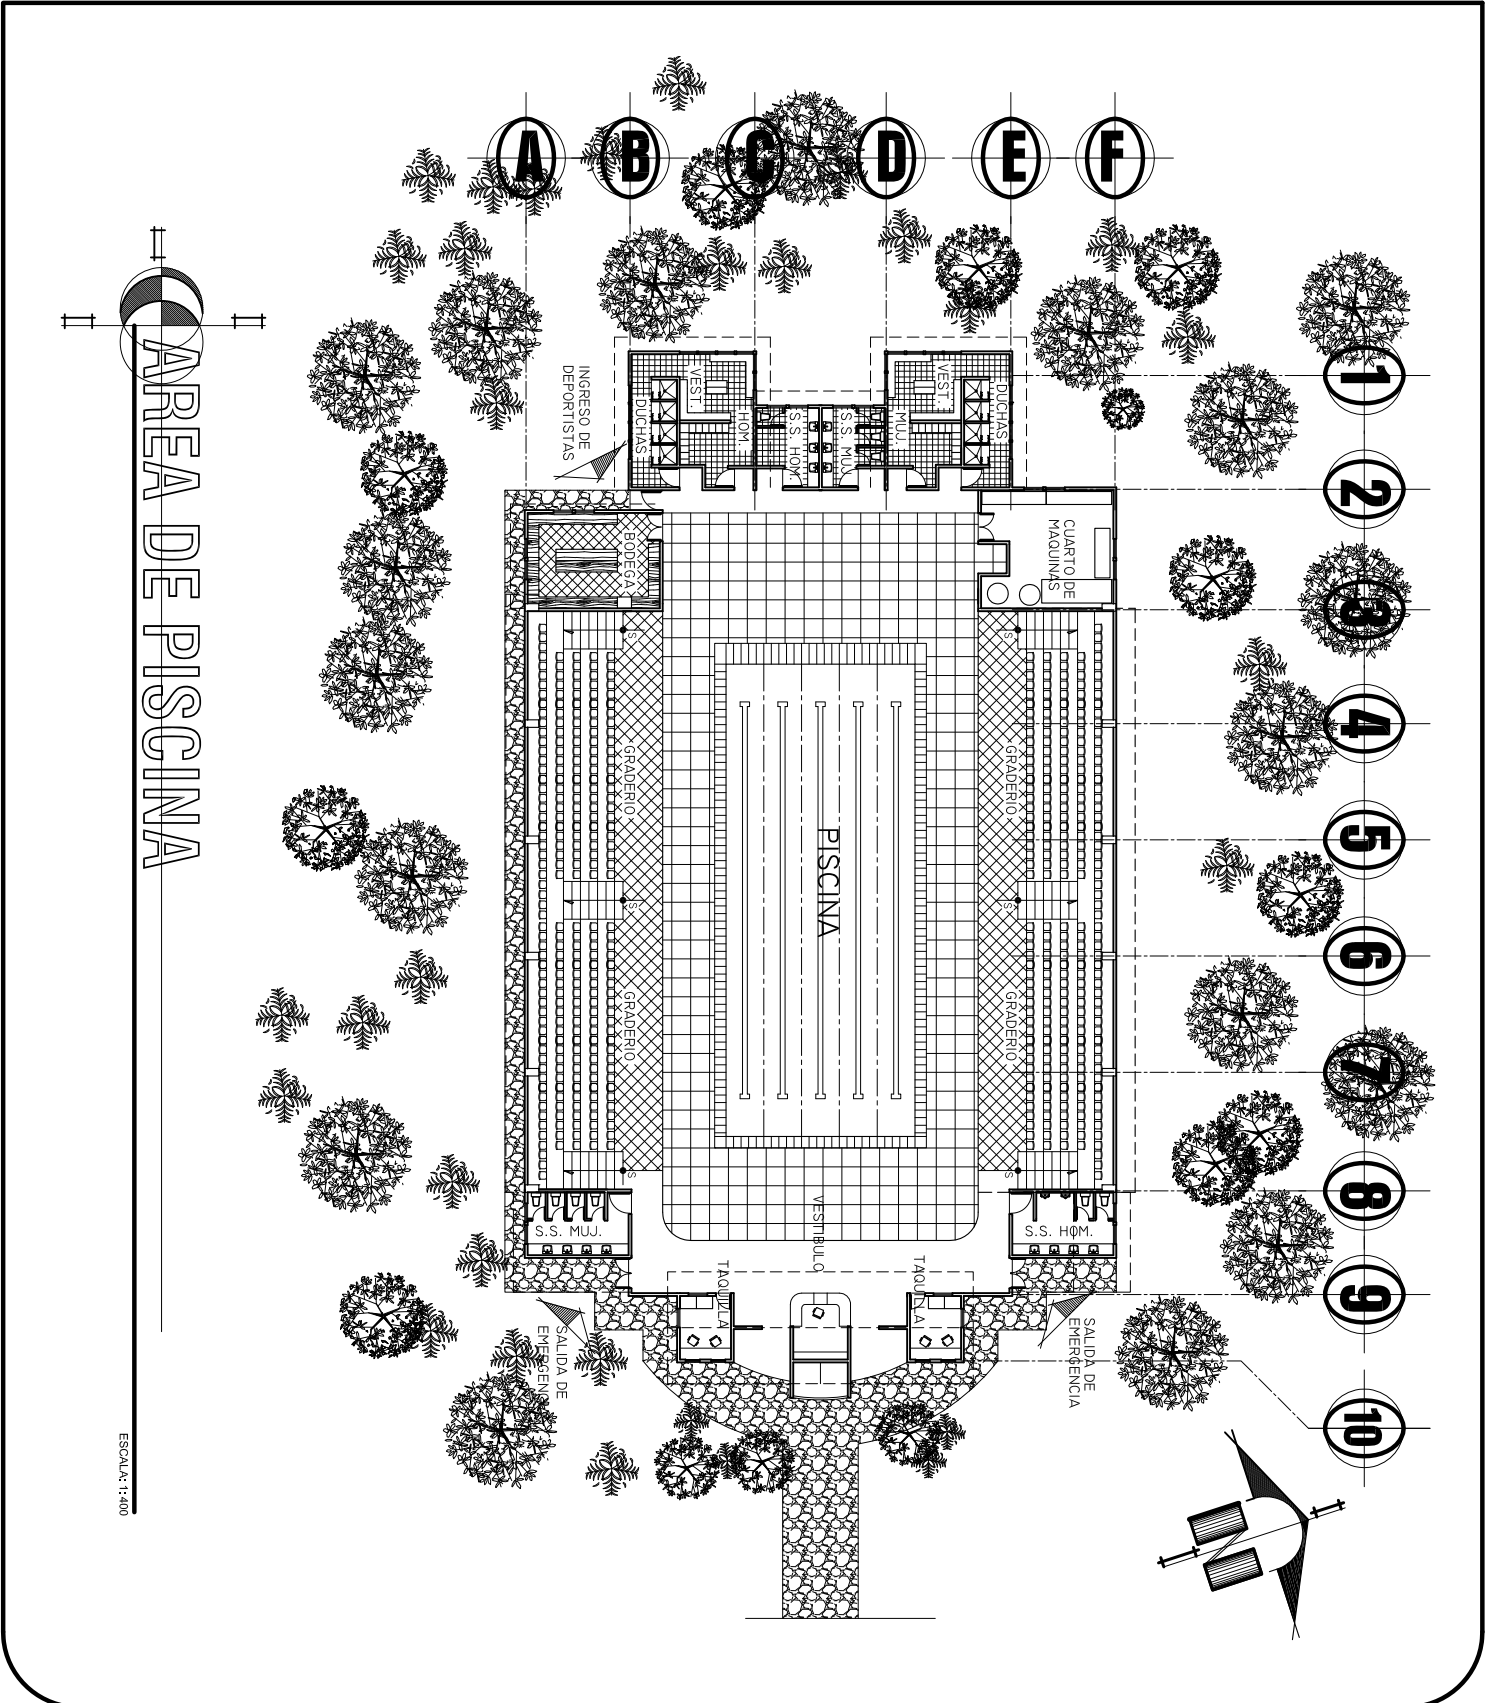 A B C D E F
1
2
3
4
5
6
7
8
9
10
AREA DE PISCINA
ESCALA: 1:400
INGRESO DE
DEPORTISTAS
DUCHAS
VEST.
HOM.
S.S. HOM.
S.S. MUJ.
MUJ.
VEST.
DUCHAS
BODEGA
CUARTO DE
MAQUINAS
S
S
GRADERIO
GRADERIO
PISCINA
S
S
GRADERIO
GRADERIO
S
S
S.S. MUJ.
S.S. HOM.
VESTIBULO
TAQUILLA
TAQUILLA
SALIDA DE
EMERGENCIA
SALIDA DE
EMERGENCIA